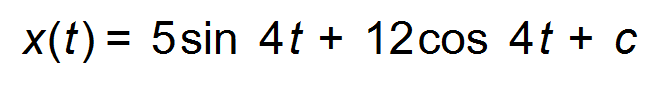 x(t) = 5sin 4t + 12cos 4t + c